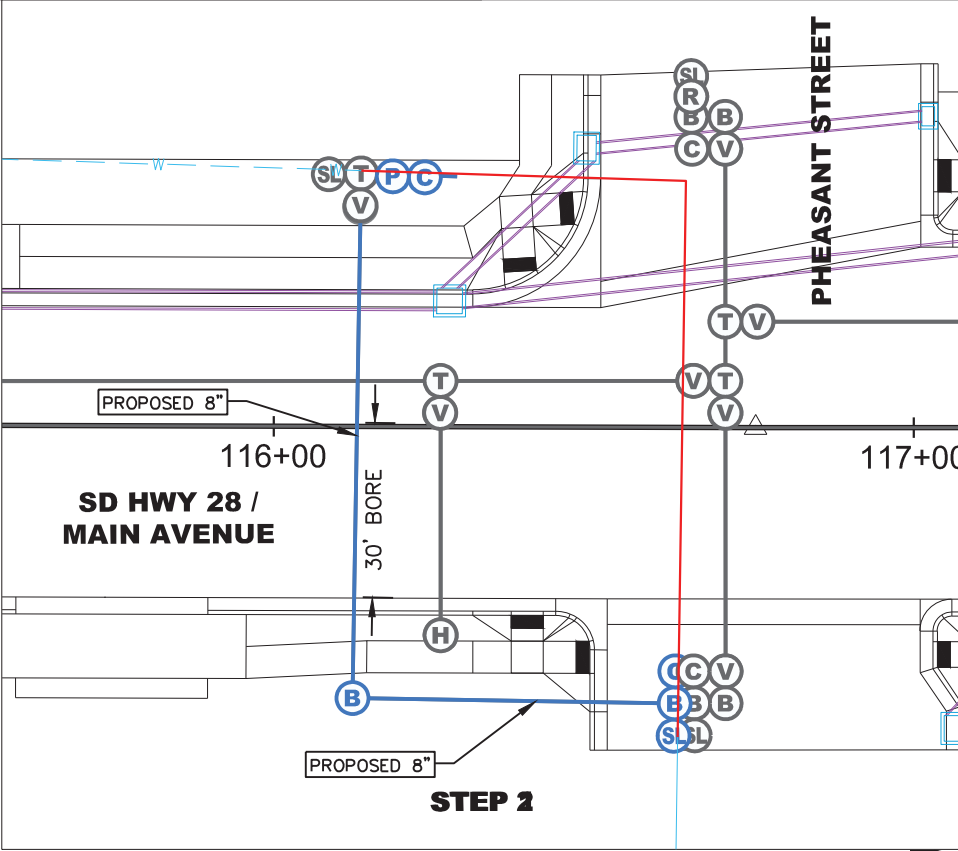 SL
R
B B
C V
PHEASANT STREET
W
W
SL T P C
V
T V
T
V T
PROPOSED 8"
V
V
116+00
117+00
SD HWY 28 /
MAIN AVENUE
30' BORE
H
C C V
B
B B B
SL SL
PROPOSED 8"
STEP